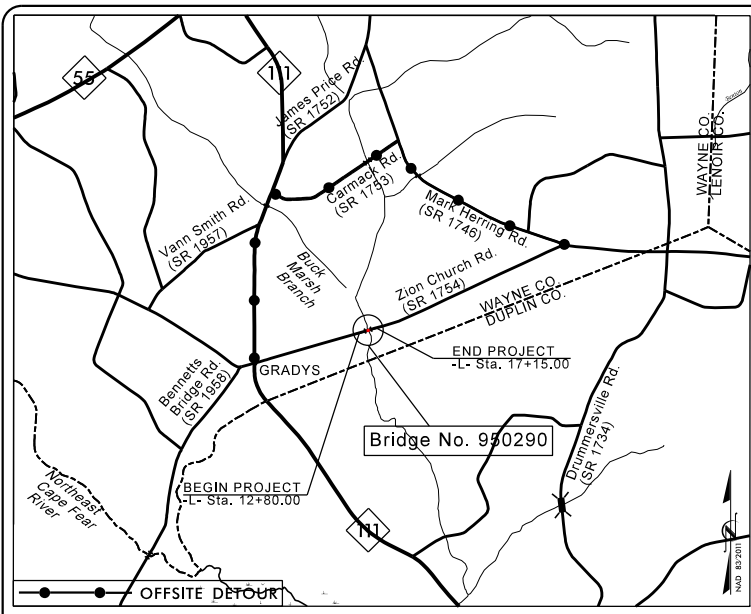 55
111
James Price Rd.
(SR 1752)
WAYNE CO.
LENOIR CO.
Carmack Rd.
(SR 1753)
Mark Herring Rd.
(SR 1746)
Vann Smith Rd.
(SR 1957)
Buck
Marsh
Branch
Zion Church Rd.
(SR 1754)
WAYNE CO.
DUPLIN CO.
END PROJECT
-L- Sta. 17+15.00
GRADYS
Bennetts
Bridge Rd.
(SR 1958)
Bridge No. 950290
Drummersville Rd.
(SR 1734)
BEGIN PROJECT
-L- Sta. 12+80.00
Northeast
Cape Fear
River
111
NAD 83/2011
OFFSITE DETOUR